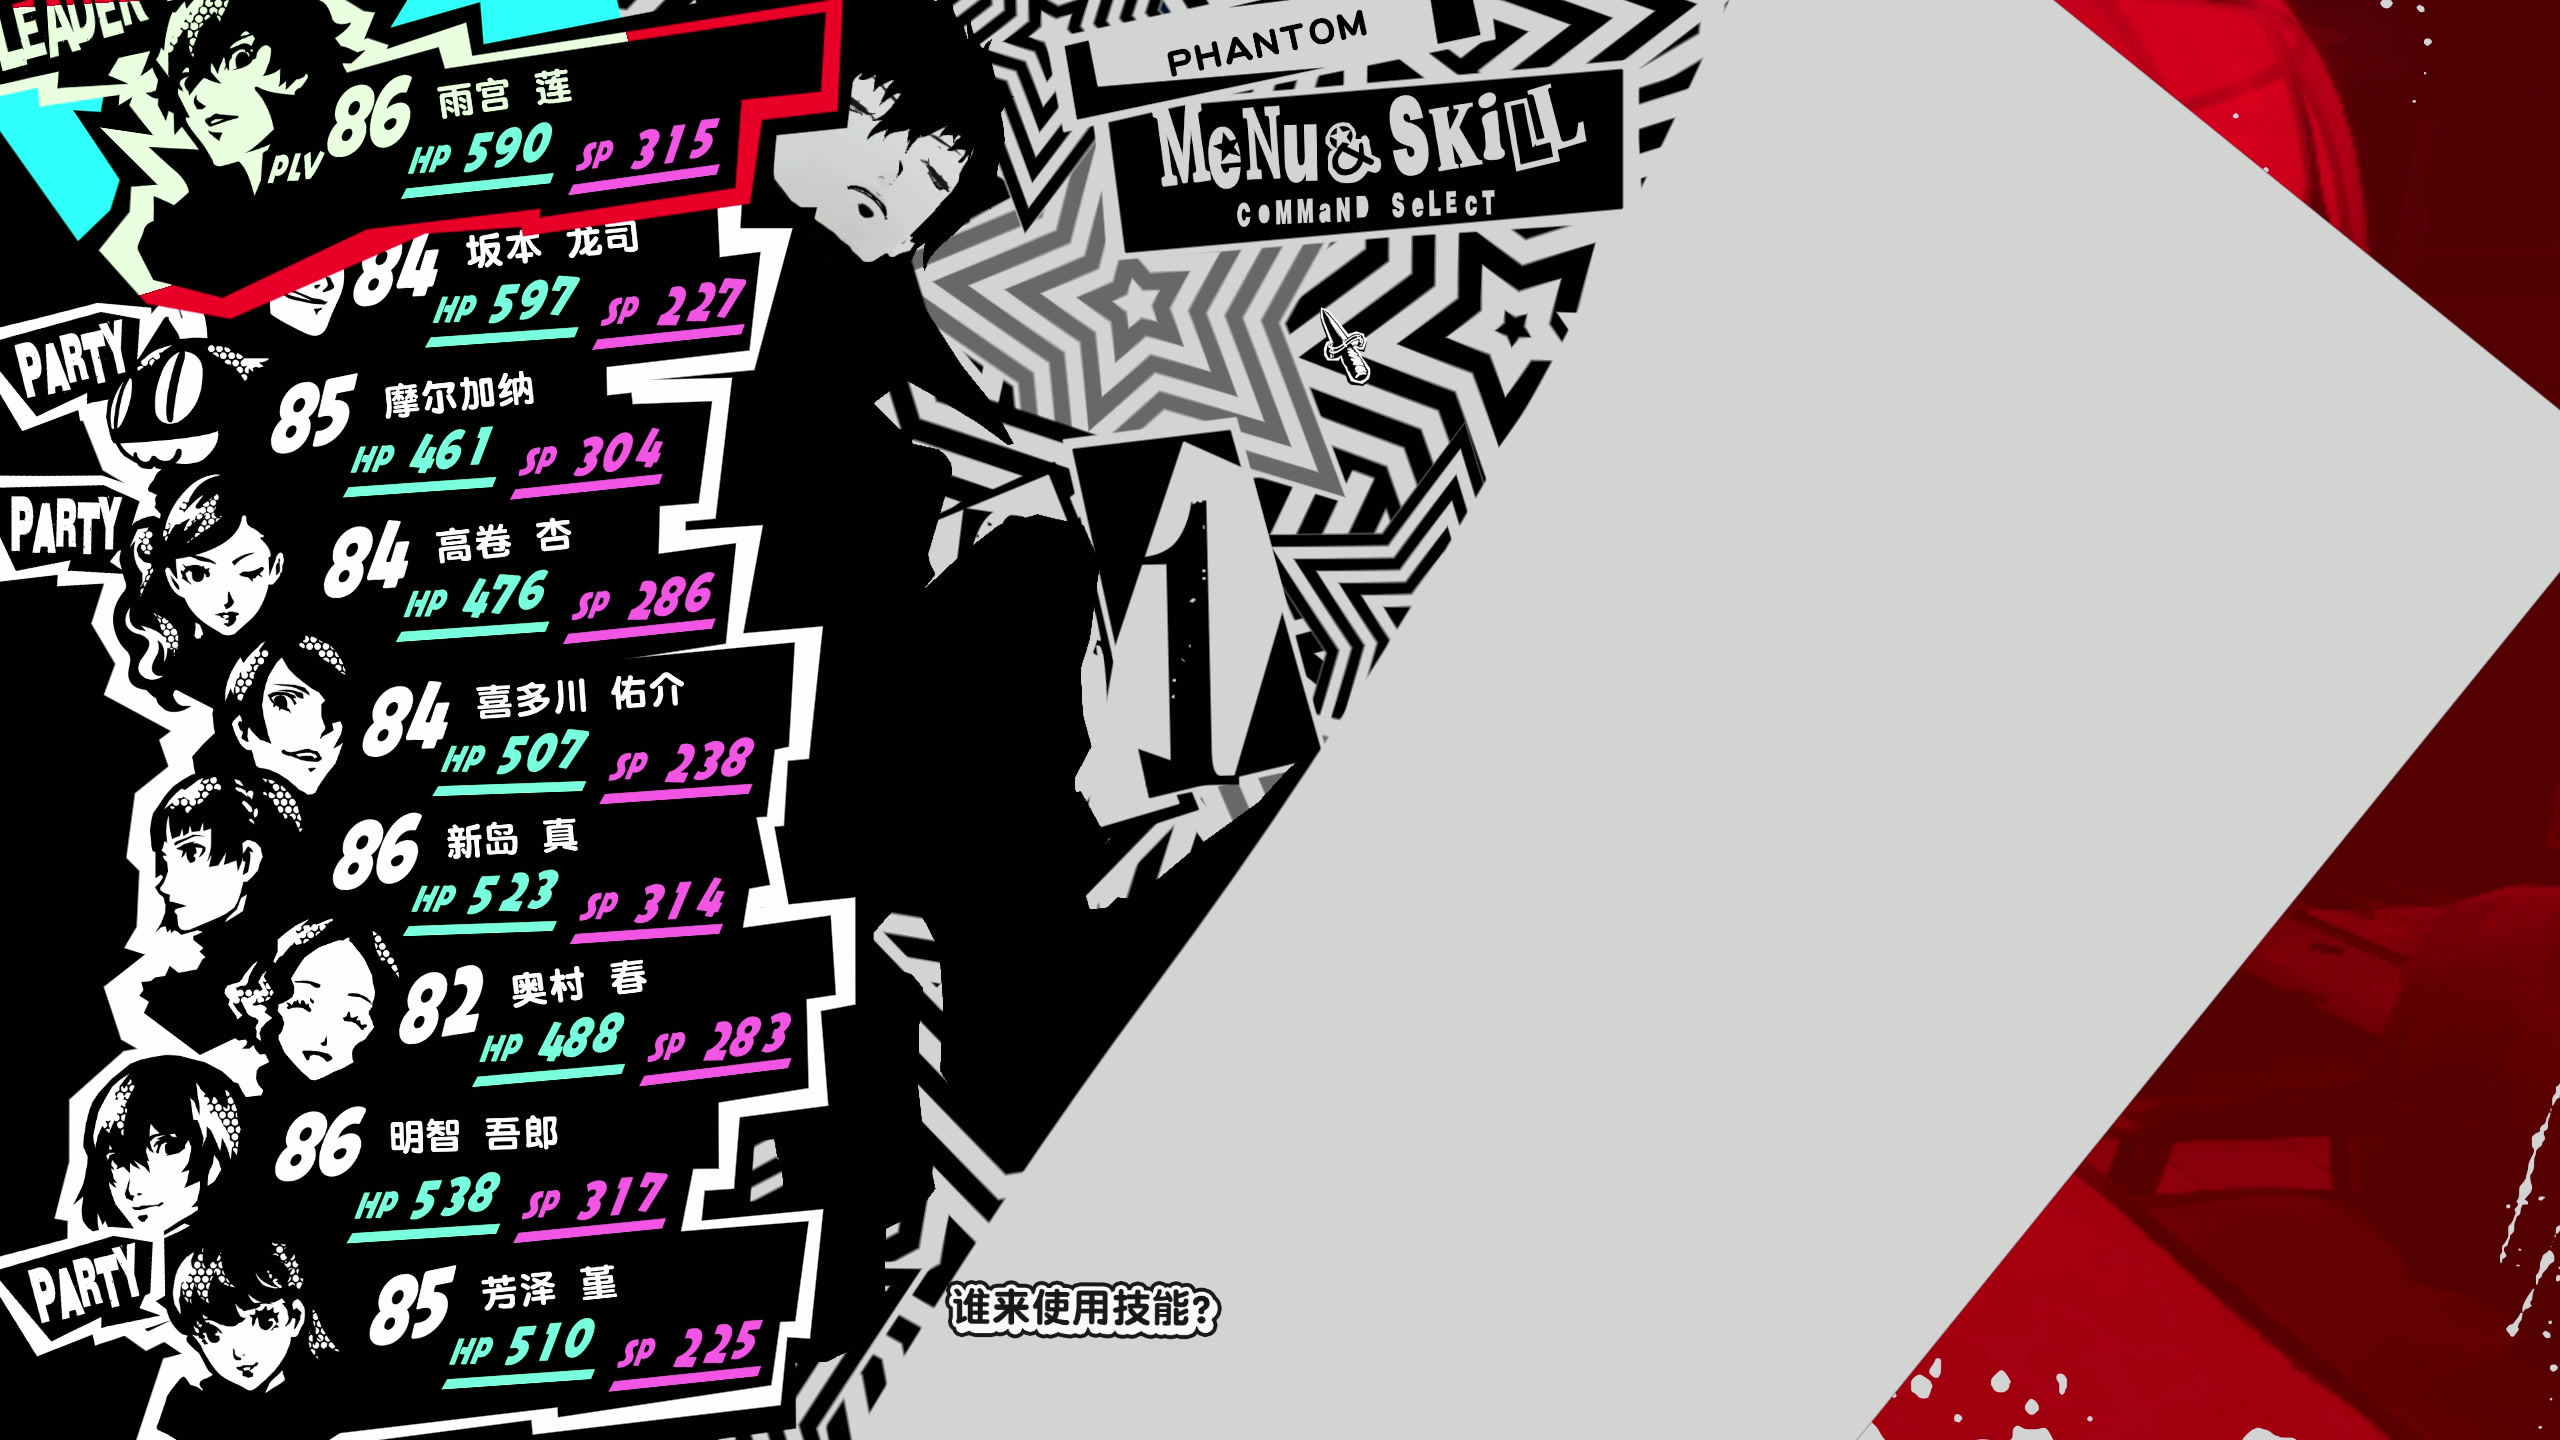 LEADER
PLV 86 雨宫 莲
HP 590 SP 315
84 坂本 龙司
HP 597 SP 227
PARTY
85 摩尔加纳
HP 461 SP 304
PARTY
84 高卷 杏
HP 476 SP 286
84 喜多川 佑介
HP 507 SP 238
86 新岛 真
HP 523 SP 314
82 奥村 春
HP 488 SP 283
86 明智 吾郎
HP 538 SP 317
PARTY
85 芳泽 堇
HP 510 SP 225
PHANTOM
MeNu & SKiLL
CoMMaND SeLEcT
1
谁来使用技能?